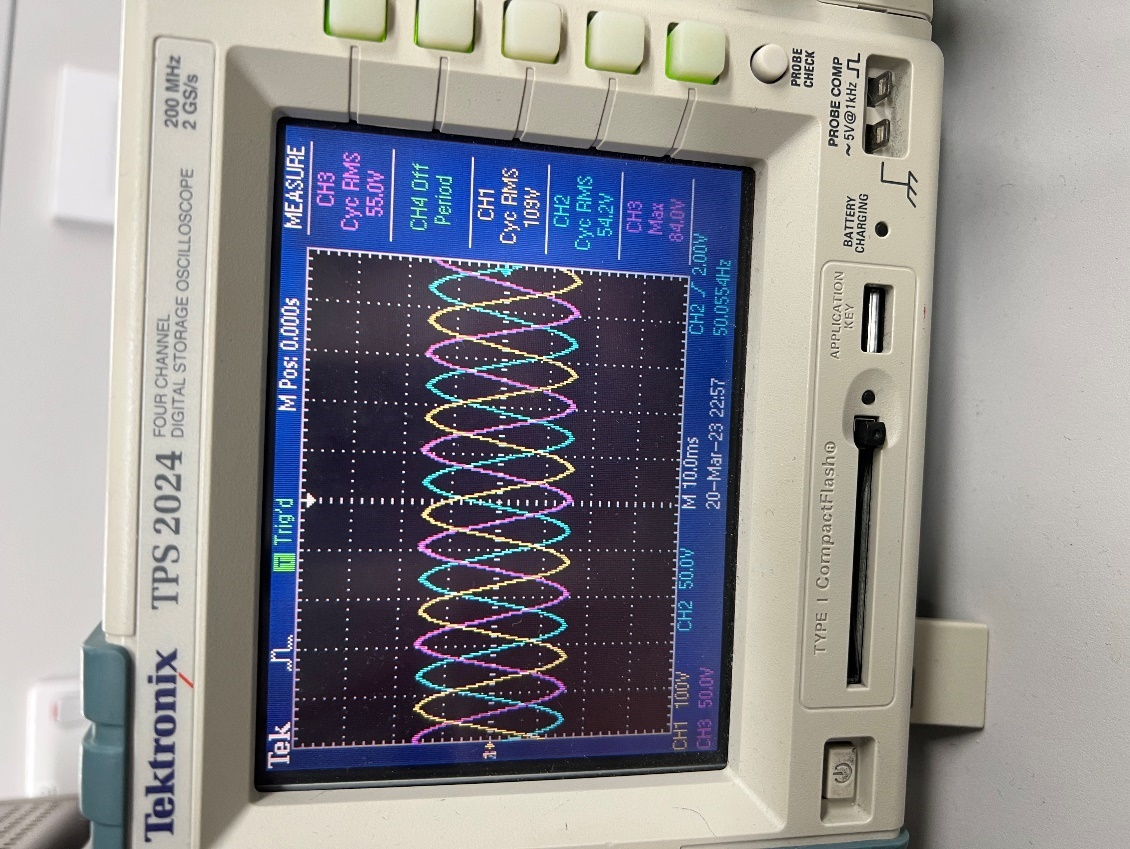 Tektronix TPS 2024 FOUR CHANNEL
DIGITAL STORAGE OSCILLOSCOPE
200 MHz
2 GS/s
Tek
Trig'd
M Pos: 0.000s
MEASURE
CH3
Cyc RMS
55.0V
CH4 Off
Period
CH1
Cyc RMS
109V
CH2
Cyc RMS
54.2V
CH3
Max
84.0V
CH1 100V
CH2 50.0V
M 10.0ms
CH2 / 2.00V
CH3 50.0V
20-Mar-23 22:57
50.0554Hz
PROBE
CHECK
PROBE COMP
~5V@1kHz
BATTERY
CHARGING
APPLICATION
KEY
TYPE I CompactFlash®